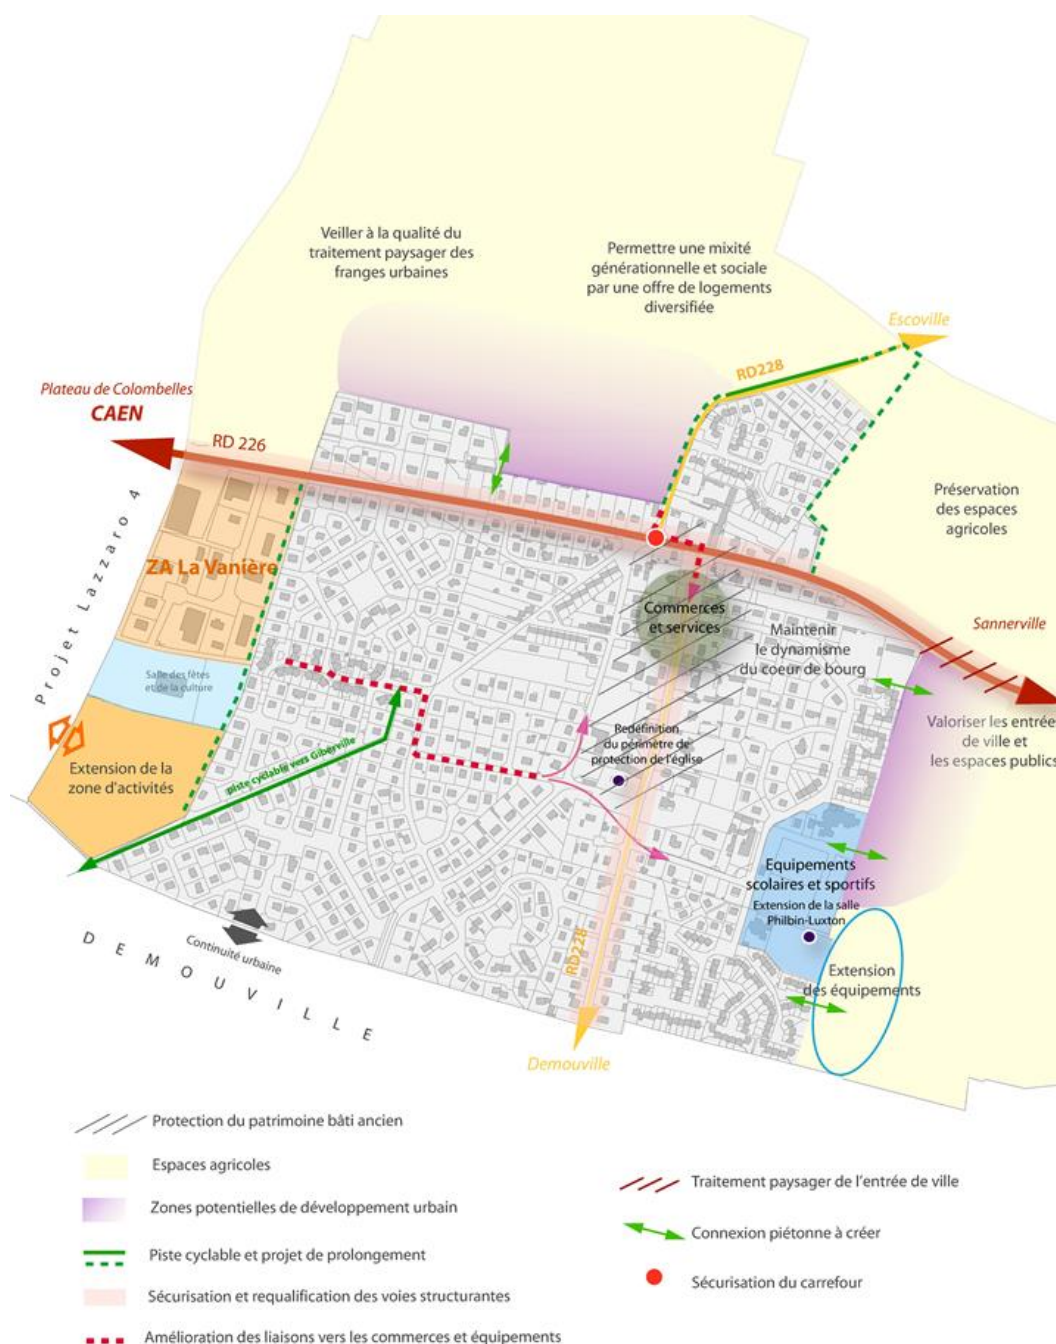 Veiller à la qualité du
traitement paysager des
franges urbaines
Permettre une mixité
générationnelle et sociale
par une offre de logements
diversifiée
Escoville
RD228
Plateau de Colombelles
CAEN
RD 226
Préservation
des espaces
agricoles
ZA La Vanière
Projet Lazzaro 4
Commerces
et services
Sannerville
Maintenir
le dynamisme
du coeur de bourg
Salle des fêtes
et de la culture
Valoriser les entrée
de ville et
les espaces publics
Redéfinition
du périmètre de
protection de l'église
Extension de la
zone d'activités
piste cyclable vers Giberville
Equipements
scolaires et sportifs
Extension de la salle
Philbin-Luxton
RD228
Continuité urbaine
DEMOUVILLE
Extension
des équipements
Demouville
Protection du patrimoine bâti ancien
Espaces agricoles
Zones potentielles de développement urbain
Piste cyclable et projet de prolongement
Sécurisation et requalification des voies structurantes
Amélioration des liaisons vers les commerces et équipements
Traitement paysager de l'entrée de ville
Connexion piétonne à créer
Sécurisation du carrefour